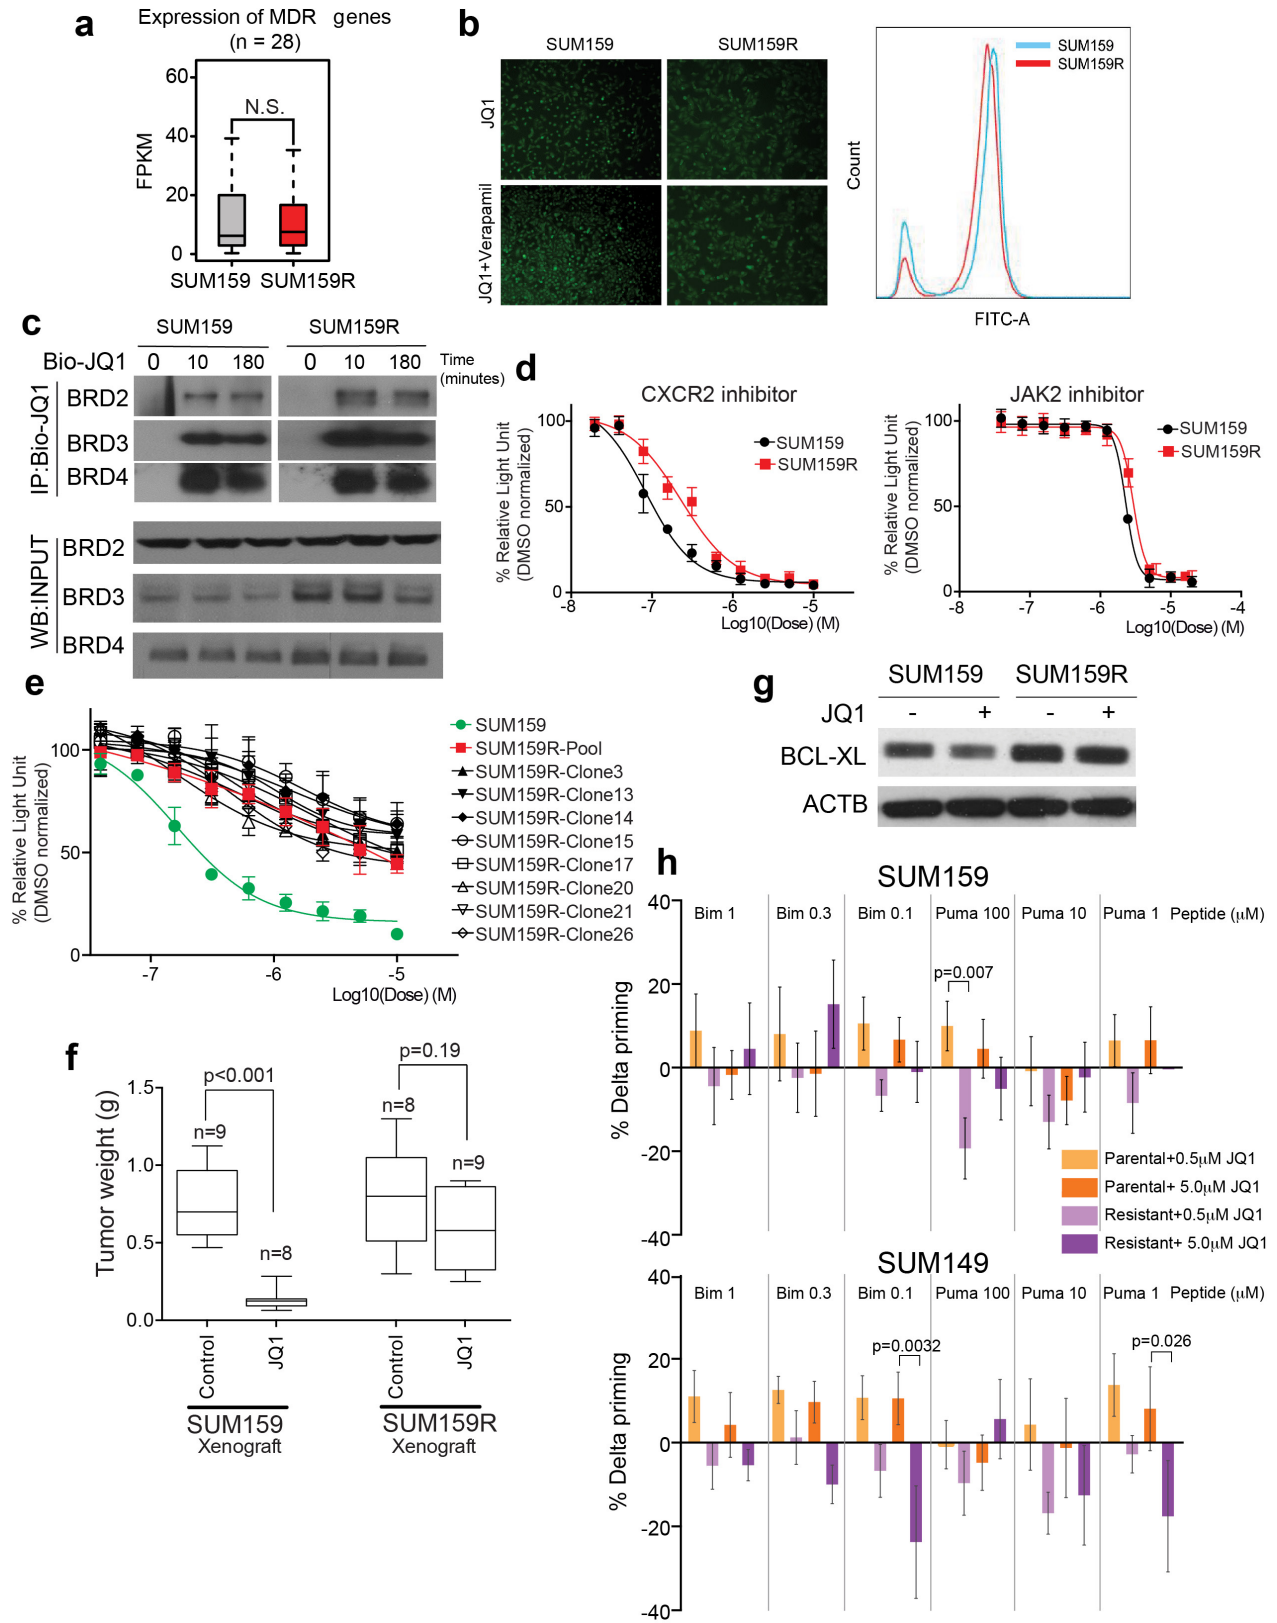 a
Expression of MDR genes
(n = 28)
FPKM
60
40
20
0
N.S.
SUM159 SUM159R
b
SUM159 SUM159R
JQ1
JQ1+Verapamil
Count
SUM159
SUM159R
FITC-A
c
SUM159 SUM159R
Bio-JQ1 0 10 180 0 10 180 Time
(minutes)
IP:Bio-JQ1
BRD2
BRD3
BRD4
WB:INPUT
BRD2
BRD3
BRD4
d
CXCR2 inhibitor
% Relative Light Unit
(DMSO normalized)
100
50
0
SUM159
SUM159R
-8 -7 -6 -5
Log10(Dose) (M)
JAK2 inhibitor
% Relative Light Unit
(DMSO normalized)
100
50
0
SUM159
SUM159R
-8 -7 -6 -5 -4
Log10(Dose) (M)
e
% Relative Light Unit
(DMSO normalized)
100
50
0
-7 -6 -5
Log10(Dose) (M)
SUM159
SUM159R-Pool
SUM159R-Clone3
SUM159R-Clone13
SUM159R-Clone14
SUM159R-Clone15
SUM159R-Clone17
SUM159R-Clone20
SUM159R-Clone21
SUM159R-Clone26
f
Tumor weight (g)
1.5
1.0
0.5
0.0
p<0.001
n=9
n=8
p=0.19
n=8
n=9
Control JQ1 Control JQ1
SUM159 SUM159R
Xenograft Xenograft
g
SUM159 SUM159R
JQ1 - + - +
BCL-XL
ACTB
h
SUM159
% Delta priming
40
20
0
-20
-40
Bim 1 Bim 0.3 Bim 0.1 Puma 100 Puma 10 Puma 1 Peptide (μM)
p=0.007
Parental+0.5μM JQ1
Parental+ 5.0μM JQ1
Resistant+0.5μM JQ1
Resistant+ 5.0μM JQ1
SUM149
% Delta priming
40
20
0
-20
-40
Bim 1 Bim 0.3 Bim 0.1 Puma 100 Puma 10 Puma 1 Peptide (μM)
p=0.0032
p=0.026